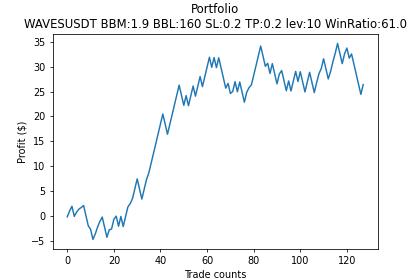 Portfolio
WAVESUSDT BBM:1.9 BBL:160 SL:0.2 TP:0.2 lev:10 WinRatio:61.0
35
30
25
20
15
10
5
0
−5
Profit ($)
0 20 40 60 80 100 120
Trade counts